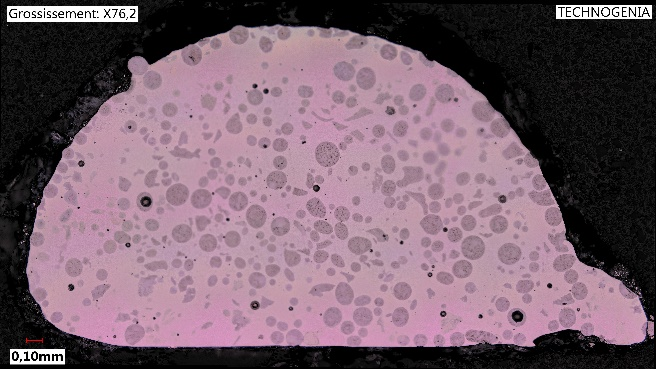 Grossissement: X76,2
TECHNOGENIA
0,10mm